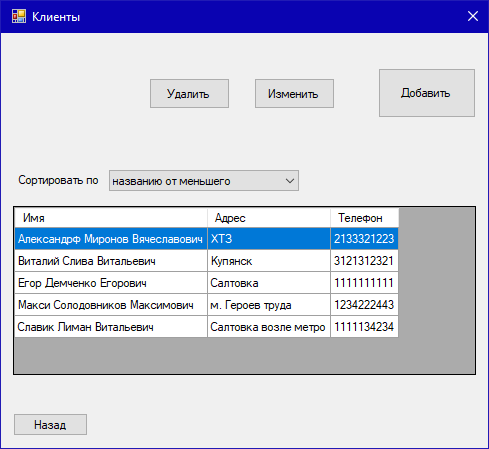 Клиенты
Удалить Изменить Добавить
Сортировать по названию от меньшего
Имя Адрес Телефон
Александрф Миронов Вячеславович ХТЗ 2133321223
Виталий Слива Витальевич Купянск 3121312321
Егор Демченко Егорович Салтовка 1111111111
Макси Солодовников Максимович м. Героев труда 1234222443
Славик Лиман Витальевич Салтовка возле метро 1111134234
Назад